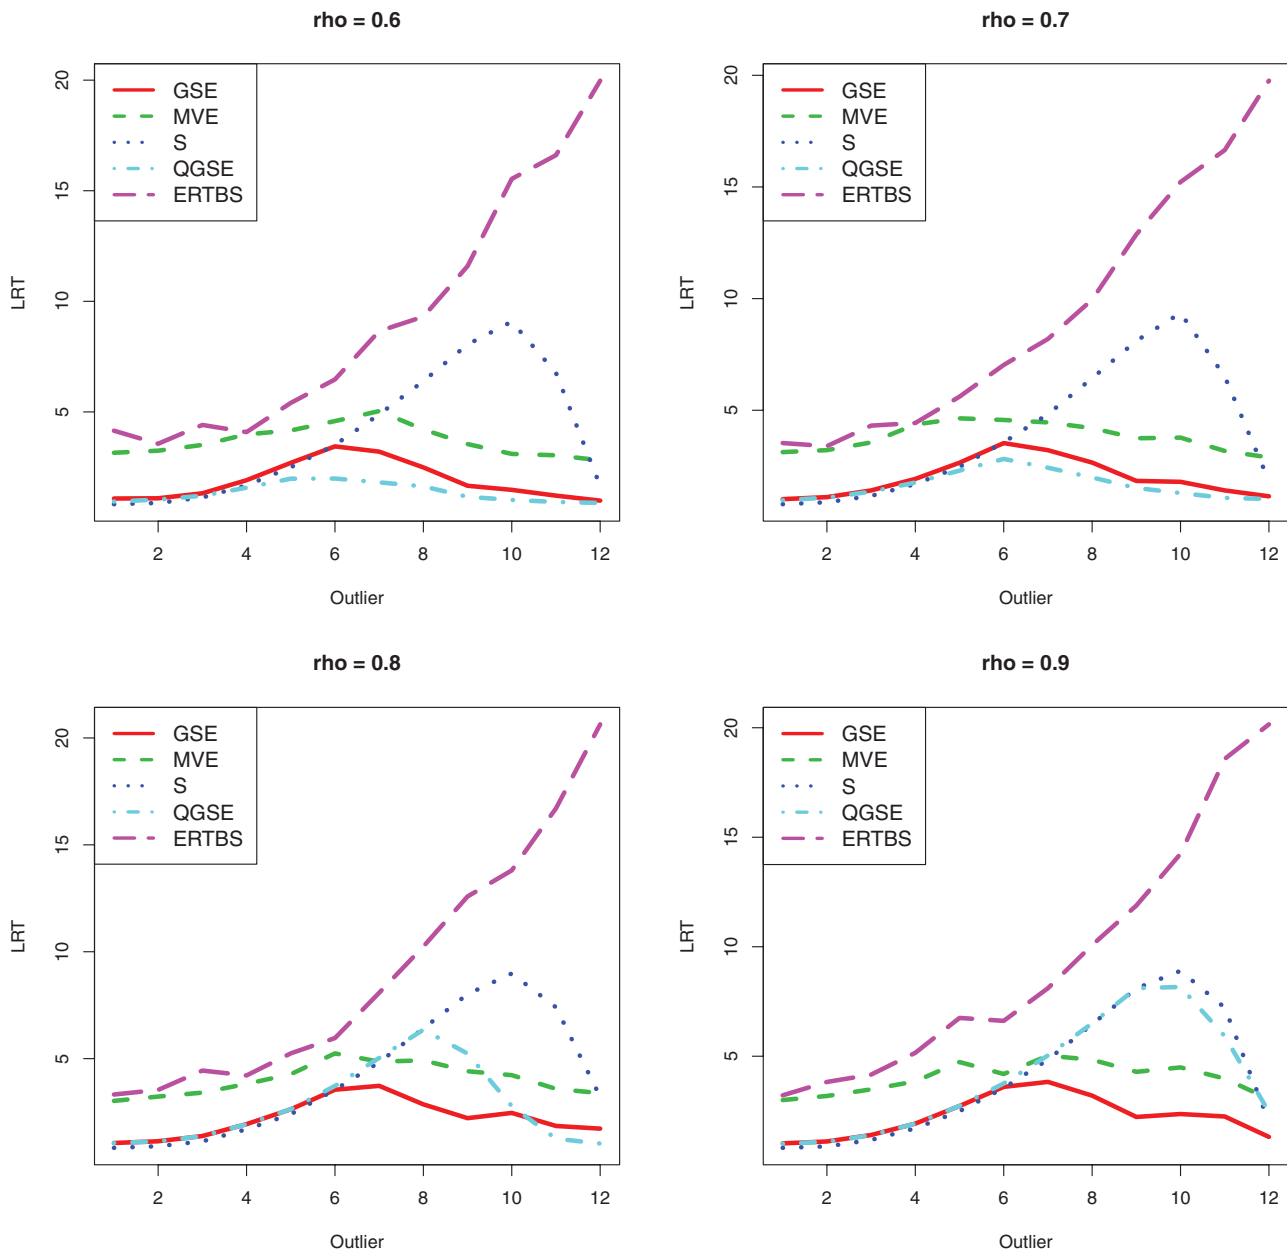 rho = 0.6
GSE
MVE
S
QGSE
ERTBS
20
15
10
5
LRT
2 4 6 8 10 12
Outlier
rho = 0.7
GSE
MVE
S
QGSE
ERTBS
20
15
10
5
LRT
2 4 6 8 10 12
Outlier
rho = 0.8
GSE
MVE
S
QGSE
ERTBS
20
15
10
5
LRT
2 4 6 8 10 12
Outlier
rho = 0.9
GSE
MVE
S
QGSE
ERTBS
20
15
10
5
LRT
2 4 6 8 10 12
Outlier